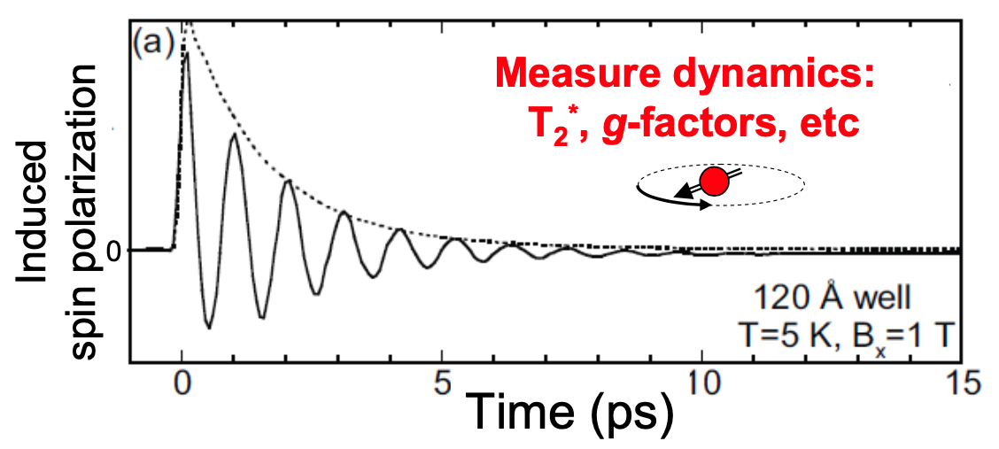 (a)
Measure dynamics:
T2*, g-factors, etc
Induced
spin polarization
0
120 Å well
T=5 K, Bx=1 T
0 5 10 15
Time (ps)